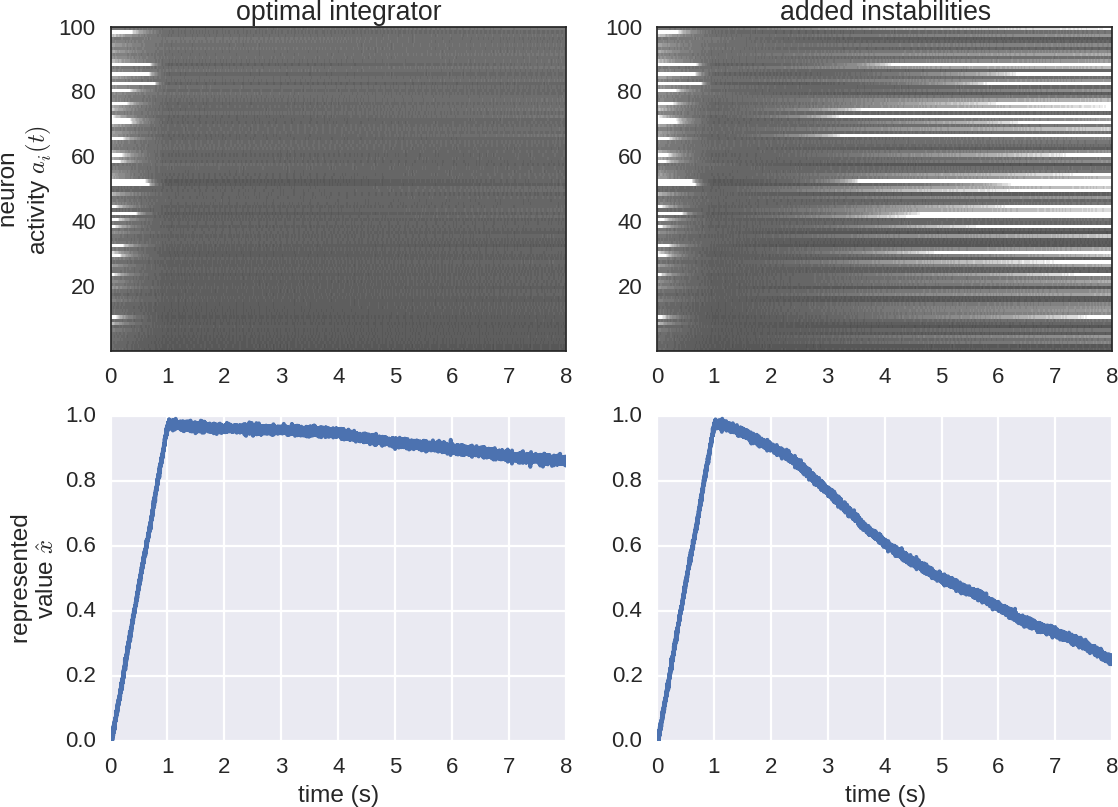 optimal integrator
added instabilities
neuron
activity a_i(t)
100
80
60
40
20
100
80
60
40
20
0 1 2 3 4 5 6 7 8
0 1 2 3 4 5 6 7 8
represented
value x̂
1.0
0.8
0.6
0.4
0.2
0.0
1.0
0.8
0.6
0.4
0.2
0.0
0 1 2 3 4 5 6 7 8
0 1 2 3 4 5 6 7 8
time (s)
time (s)